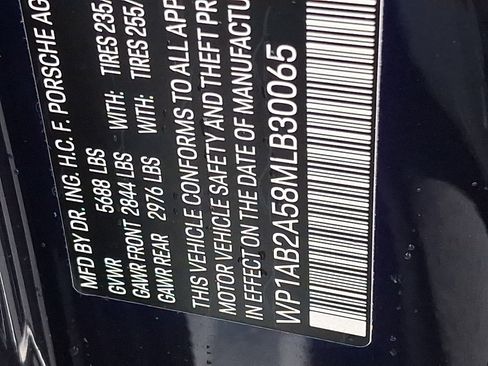 MFD BY DR. ING. H.C. F. PORSCHE AG
GVWR 5688 LBS
GAWR FRONT 2844 LBS WITH: TIRES 235/
GAWR REAR 2976 LBS WITH: TIRES 255/
THIS VEHICLE CONFORMS TO ALL APP
MOTOR VEHICLE SAFETY AND THEFT PR
IN EFFECT ON THE DATE OF MANUFACTUR
WP1AB2A58MLB30065